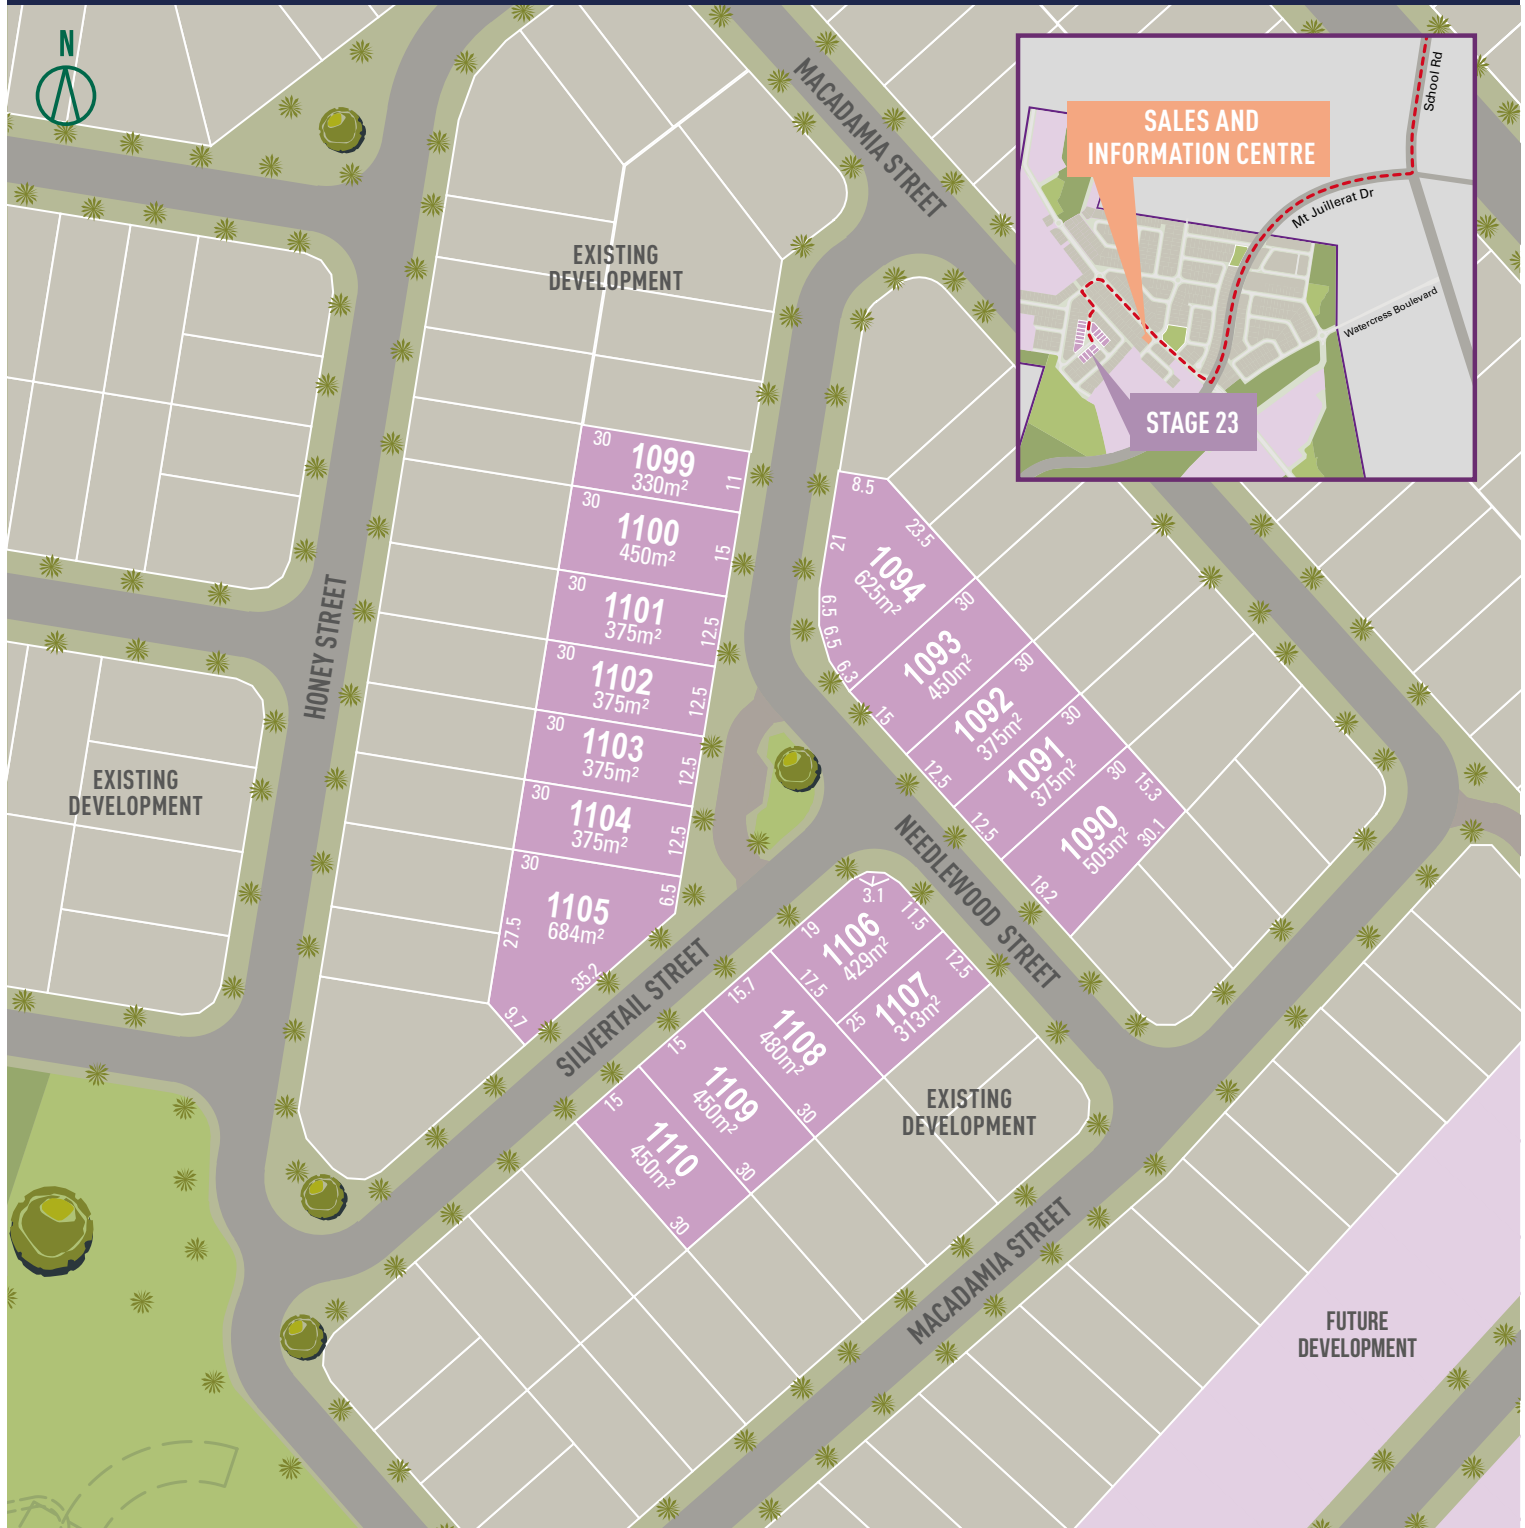 N
MACADAMIA STREET
SALES AND
INFORMATION CENTRE
School Rd
Mt Juillerat Dr
Watercress Boulevard
STAGE 23
EXISTING
DEVELOPMENT
HONEY STREET
EXISTING
DEVELOPMENT
30
1099
330m²
11
30
1100
450m²
15
30
1101
375m²
12.5
30
1102
375m²
12.5
30
1103
375m²
12.5
30
1104
375m²
12.5
30
1105
684m²
6.5
27.5
35.2
9.7
8.5
23.5
21
1094
625m²
6.5
6.5
6.3
30
1093
450m²
15
30
1092
375m²
12.5
30
1091
375m²
12.5
30
15.3
1090
505m²
30.1
18.2
NEEDLEWOOD STREET
SILVERTAIL STREET
3.1
11.5
19
1106
429m²
17.5
12.5
1107
313m²
25
15.7
1108
480m²
30
15
1109
450m²
30
15
1110
450m²
30
EXISTING
DEVELOPMENT
MACADAMIA STREET
FUTURE
DEVELOPMENT